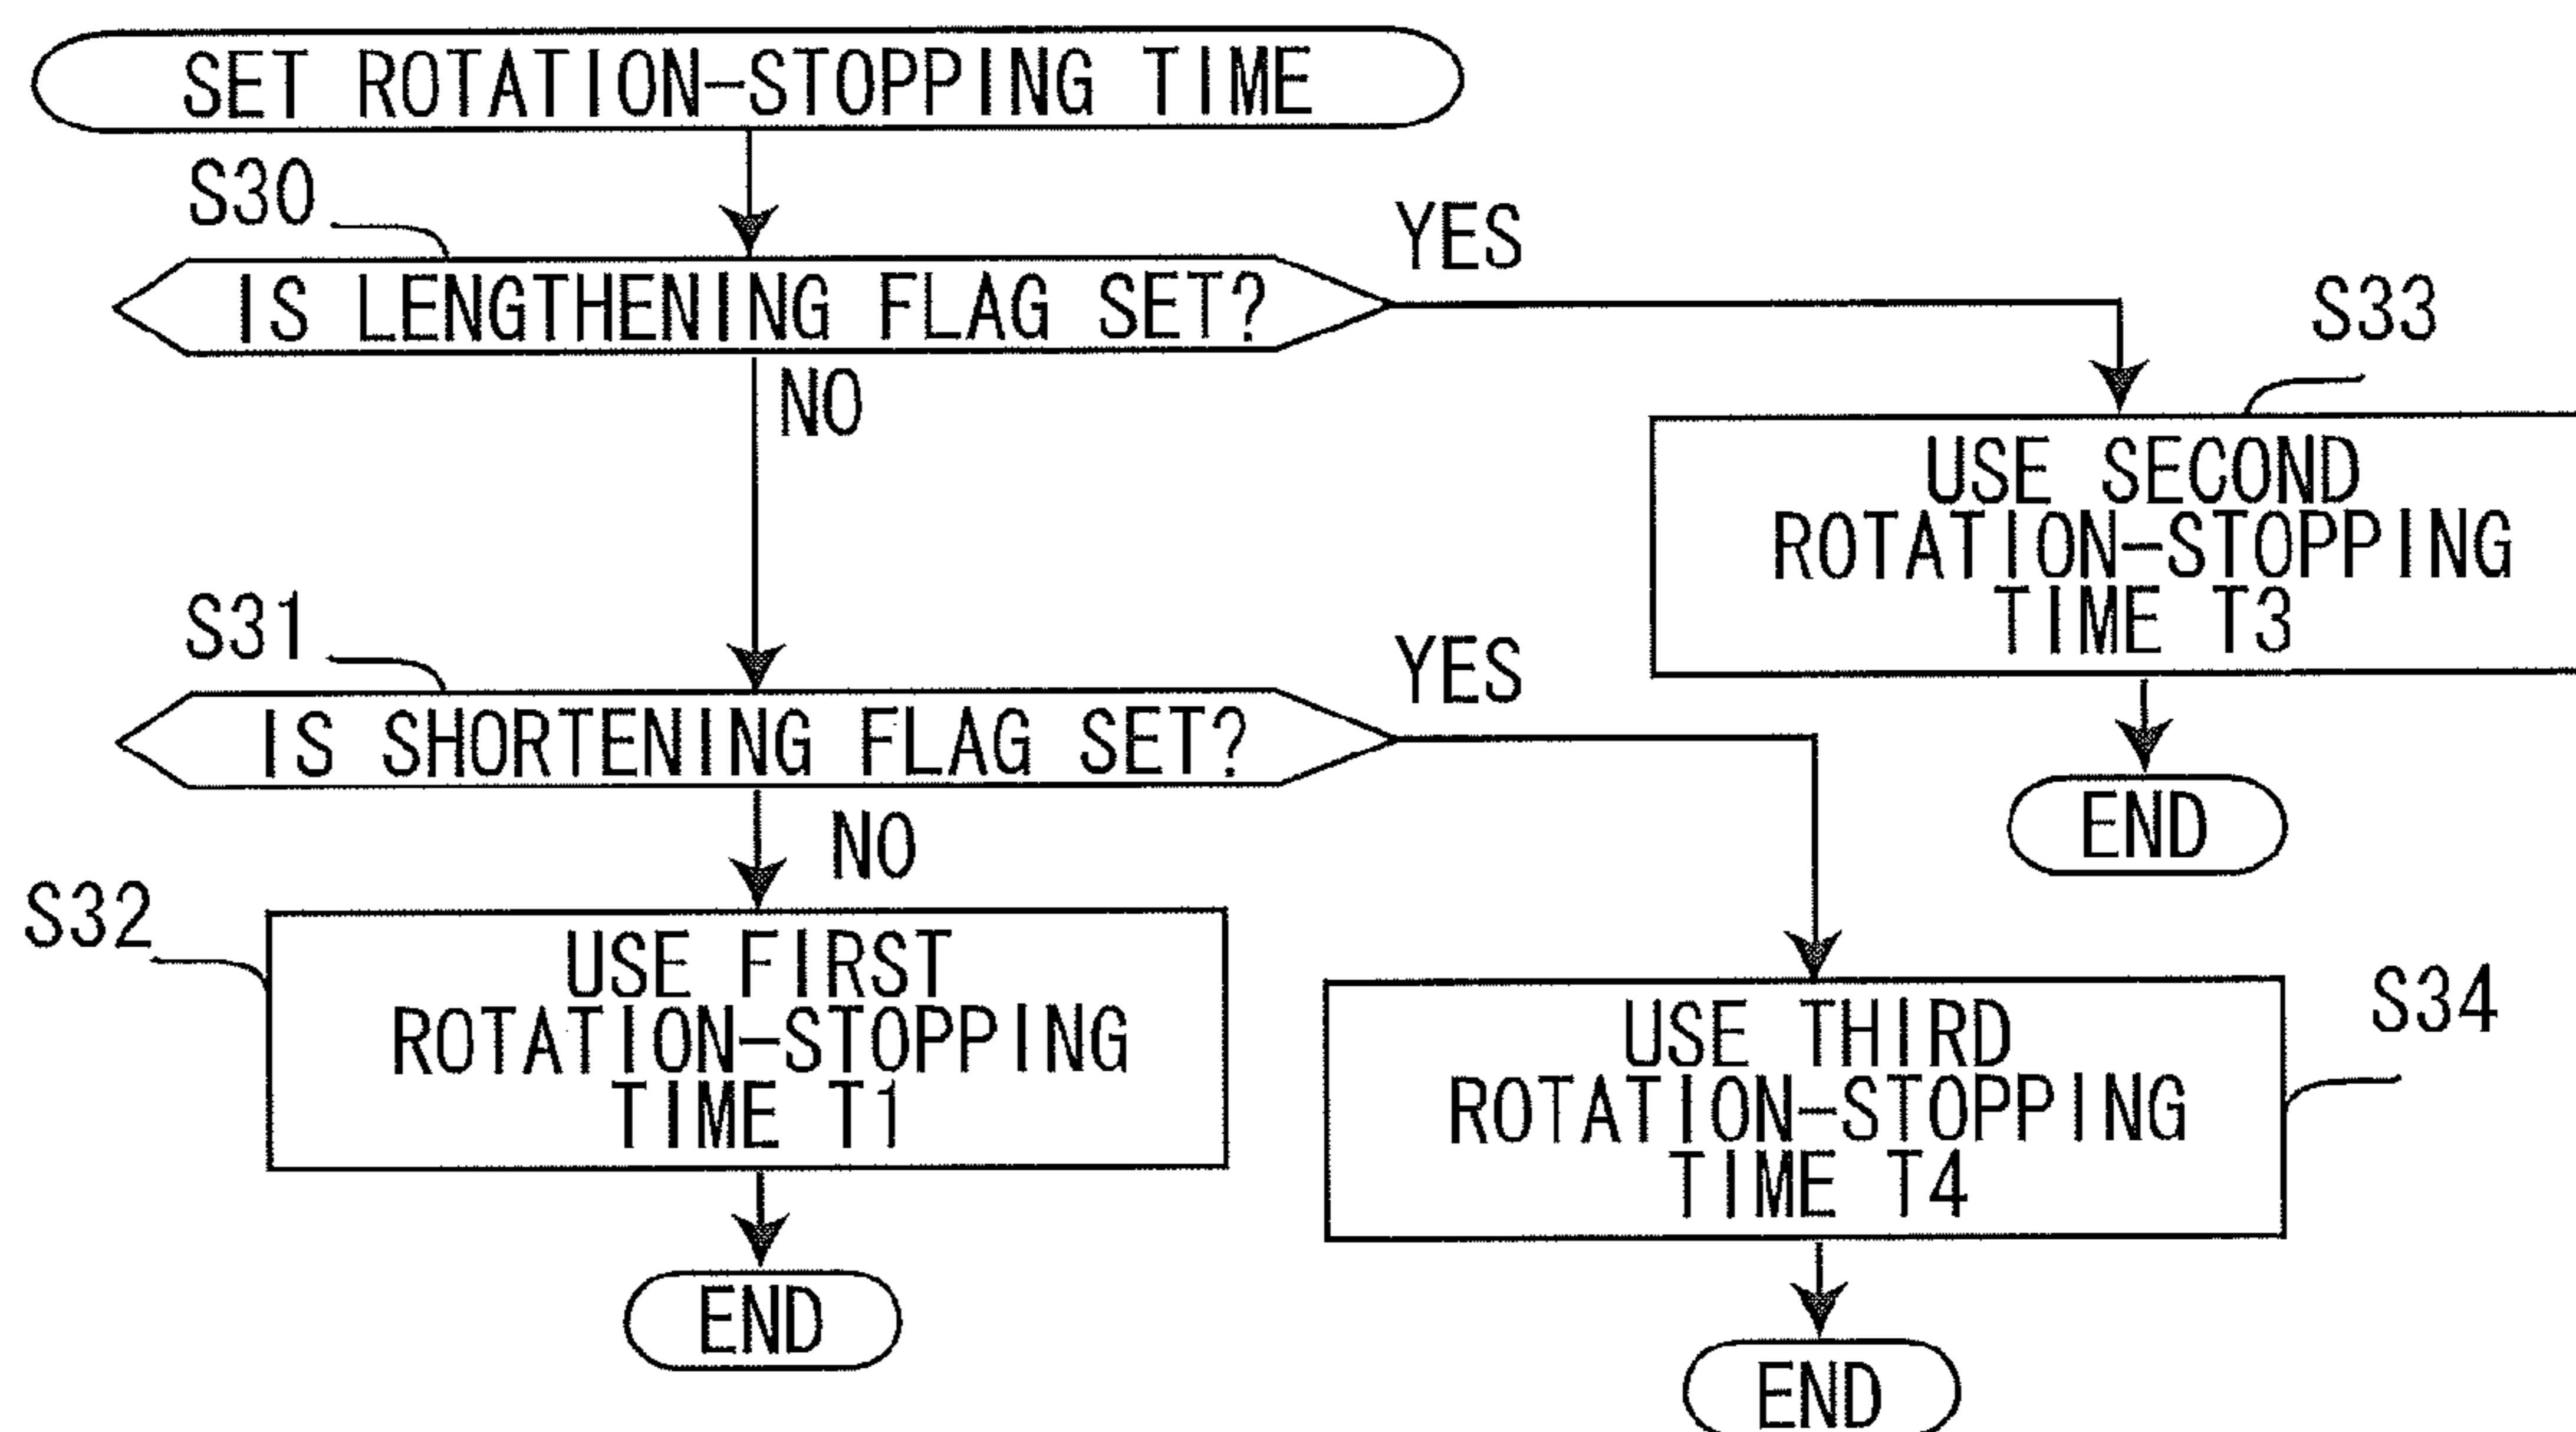 SET ROTATION-STOPPING TIME
S30
IS LENGTHENING FLAG SET?
YES
NO
S33
USE SECOND
ROTATION-STOPPING
TIME T3
END
S31
IS SHORTENING FLAG SET?
YES
NO
S32
USE FIRST
ROTATION-STOPPING
TIME T1
END
S34
USE THIRD
ROTATION-STOPPING
TIME T4
END